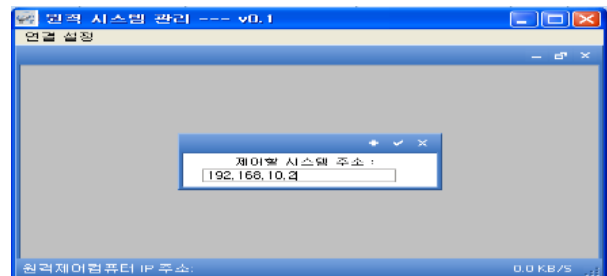 원격 시스템 관리 --- v0.1
연결 설정
제어할 시스템 주소 :
192,168,10,2
원격제어컴퓨터 IP 주소:
0.0 KB/S